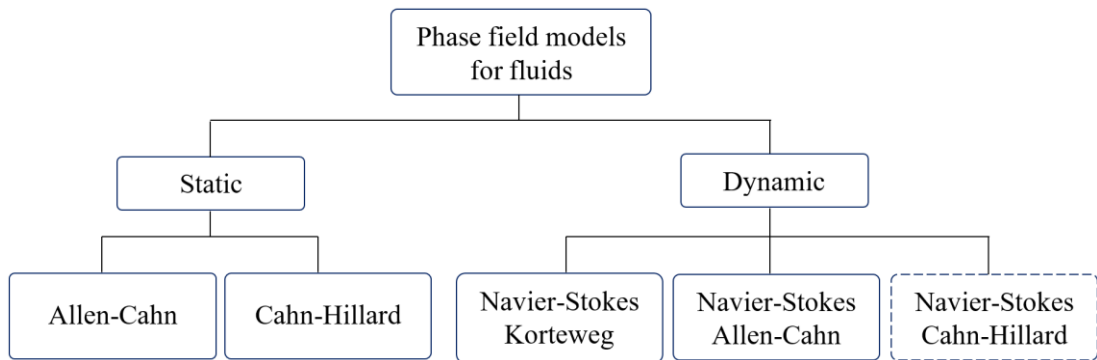 Phase field models
for fluids
Static
Dynamic
Allen-Cahn
Cahn-Hillard
Navier-Stokes
Korteweg
Navier-Stokes
Allen-Cahn
Navier-Stokes
Cahn-Hillard